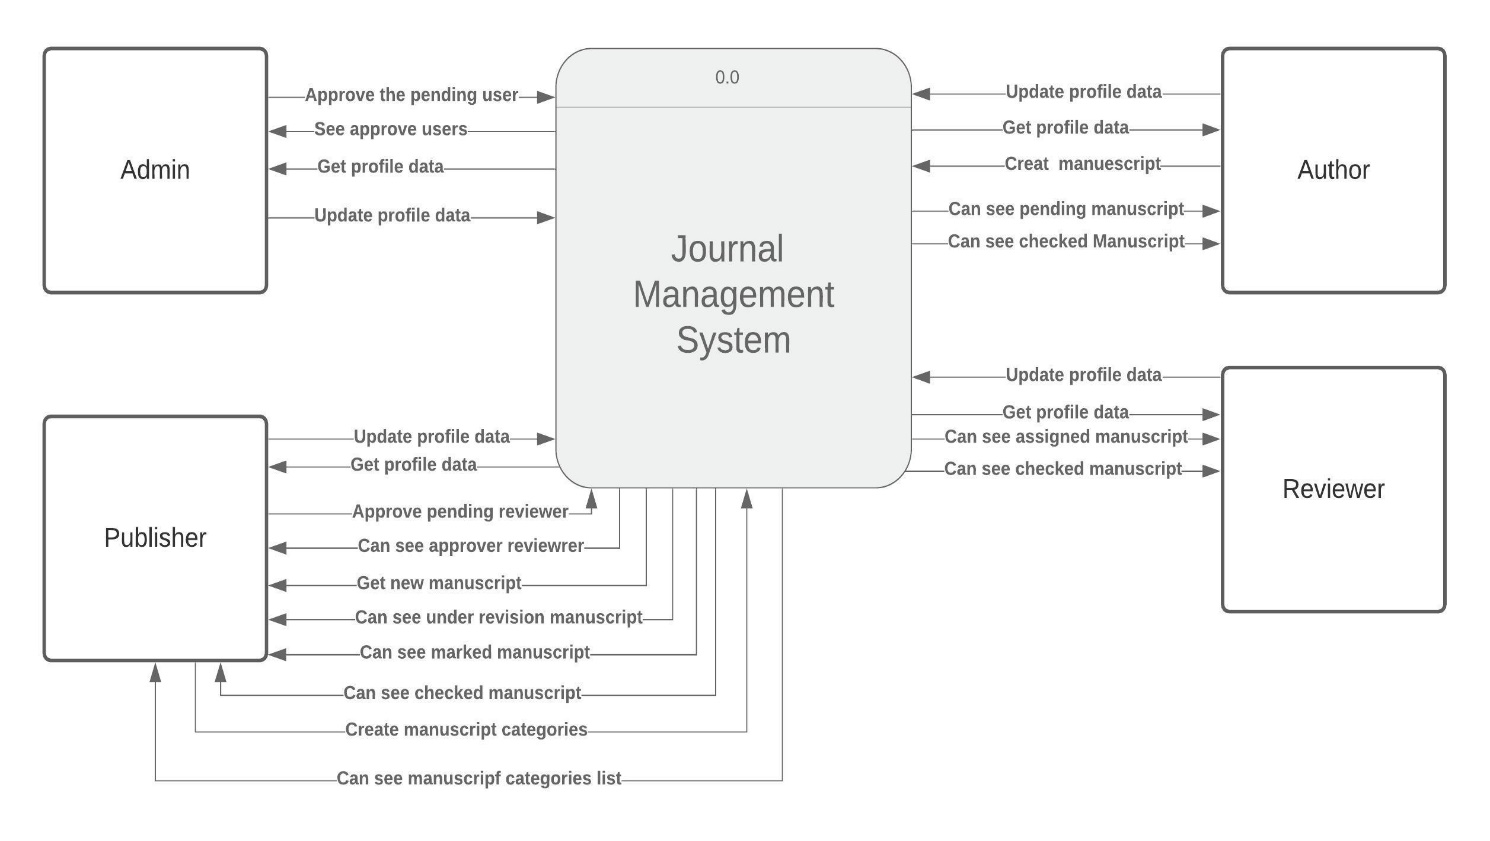 0.0
Journal
Management
System
Admin
Approve the pending user
See approve users
Get profile data
Update profile data
Author
Update profile data
Get profile data
Creat manuescript
Can see pending manuscript
Can see checked Manuscript
Reviewer
Update profile data
Get profile data
Can see assigned manuscript
Can see checked manuscript
Publisher
Update profile data
Get profile data
Approve pending reviewer
Can see approver reviewrer
Get new manuscript
Can see under revision manuscript
Can see marked manuscript
Can see checked manuscript
Create manuscript categories
Can see manuscripf categories list